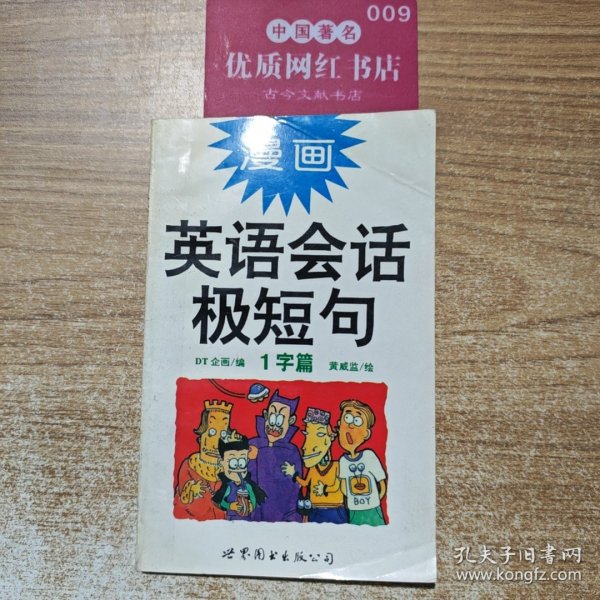 009
中国著名
优质网红书店
古今文献书店
漫画
英语会话
极短句
DT企画/编 1字篇 黄威监/绘
BOY
世界图书出版公司
孔夫子旧书网
www.kongfz.com